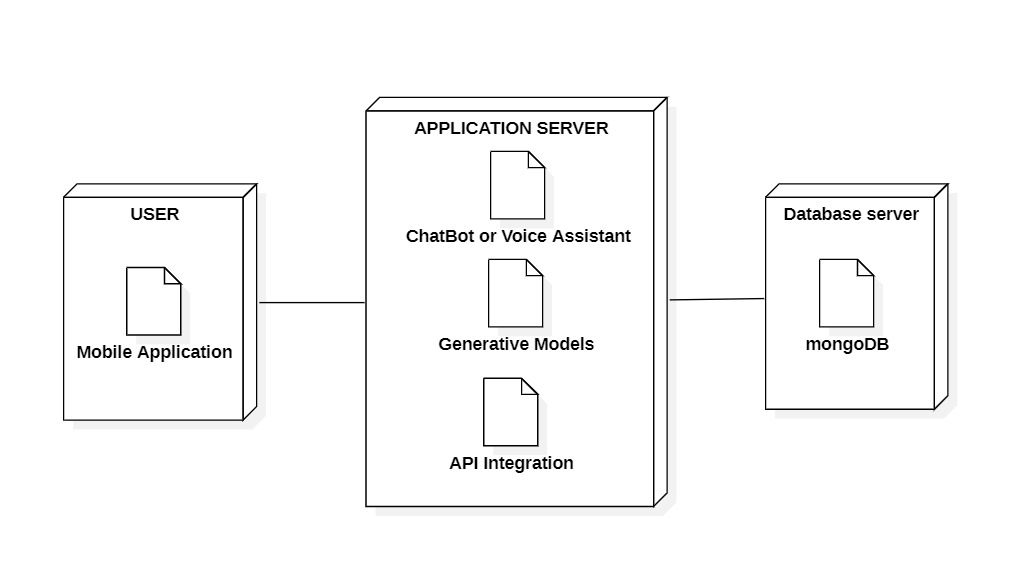 USER
Mobile Application
APPLICATION SERVER
ChatBot or Voice Assistant
Generative Models
API Integration
Database server
mongoDB